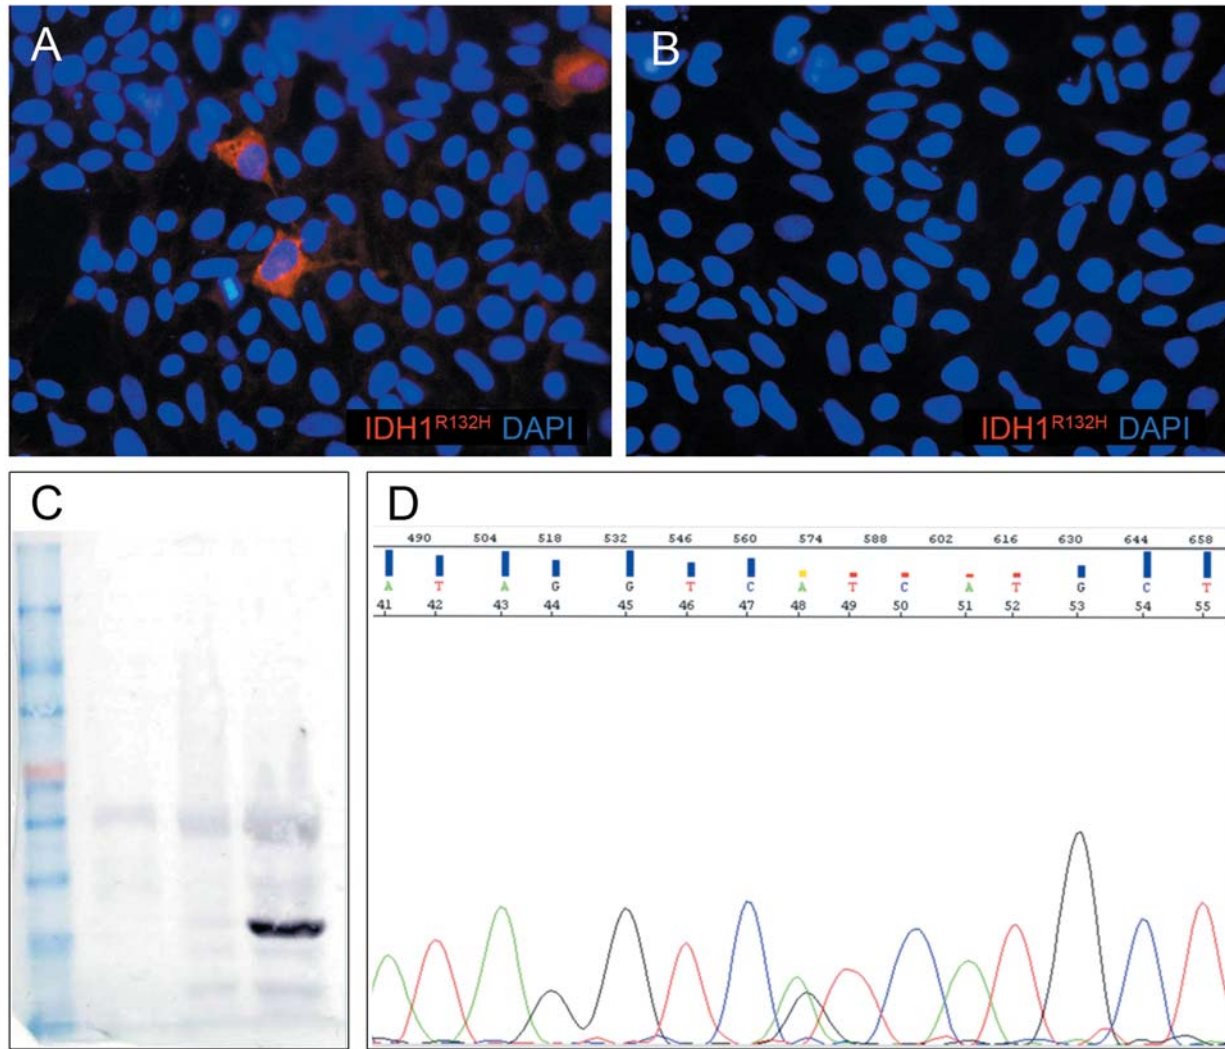 A
B
IDH1R132H DAPI
IDH1R132H DAPI
C
D
490 504 518 532 546 560 574 588 602 616 630 644 658
A T A G G T C A T C A T G C T
41 42 43 44 45 46 47 48 49 50 51 52 53 54 55